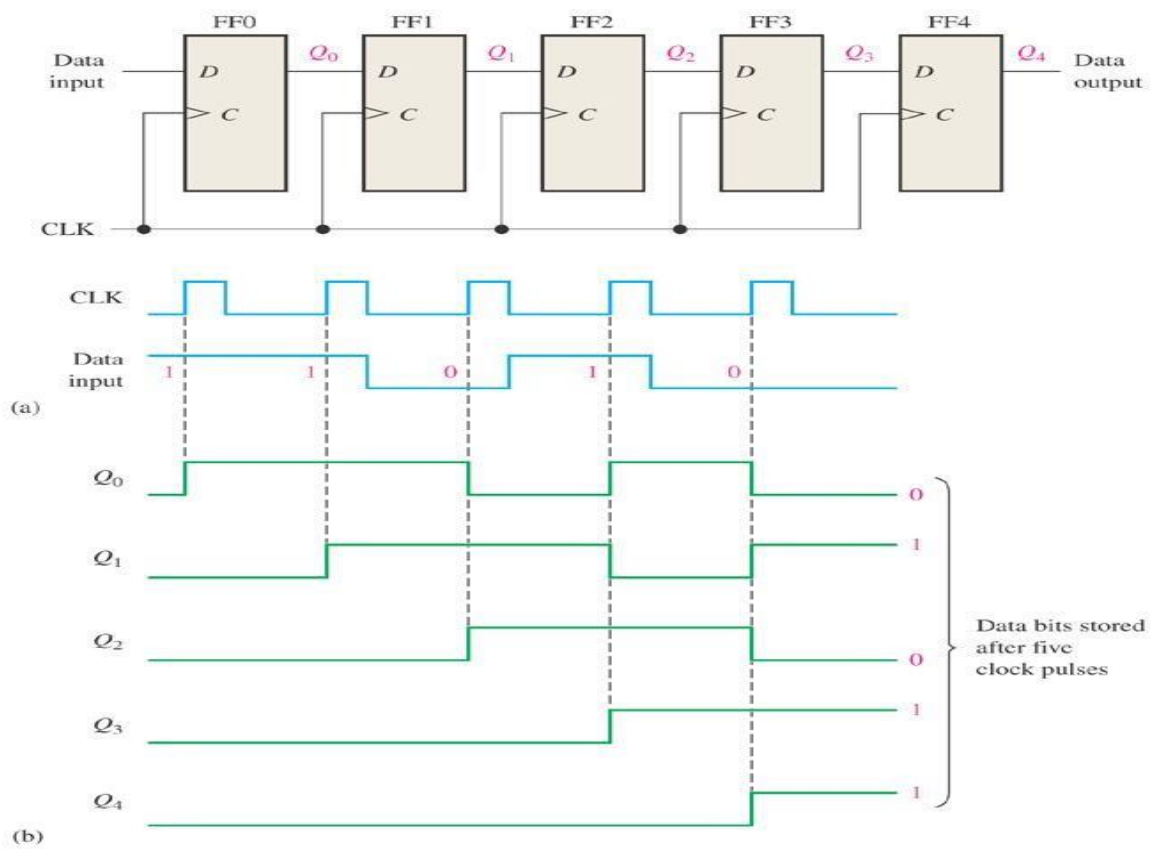 FF0 FF1 FF2 FF3 FF4
Data
input
D Q₀ D Q₁ D Q₂ D Q₃ D Q₄
Data
output
C C C C C
CLK
CLK
Data
input
1 1 0 1 0
(a)
Q₀ 0
Q₁ 1
Q₂ 0
Q₃ 1
Q₄ 1
Data bits stored
after five
clock pulses
(b)